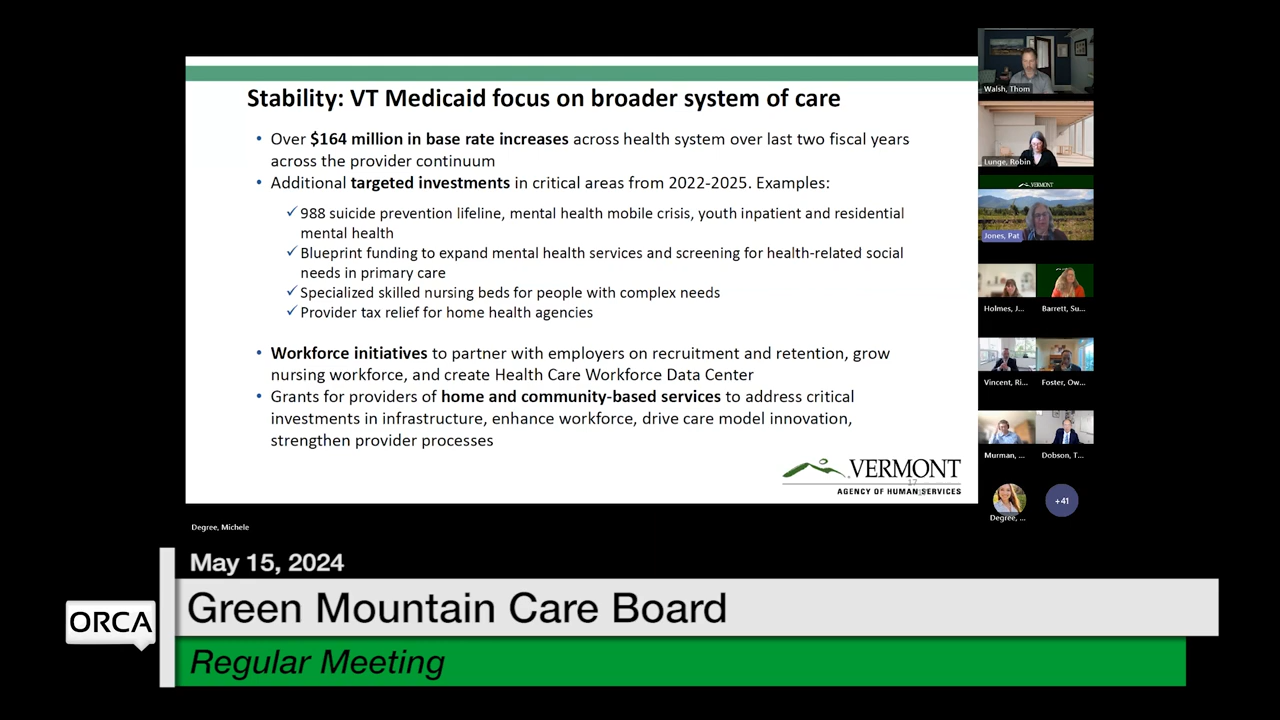 Stability: VT Medicaid focus on broader system of care
• Over $164 million in base rate increases across health system over last two fiscal years
across the provider continuum
• Additional targeted investments in critical areas from 2022-2025. Examples:
✓988 suicide prevention lifeline, mental health mobile crisis, youth inpatient and residential
mental health
✓Blueprint funding to expand mental health services and screening for health-related social
needs in primary care
✓Specialized skilled nursing beds for people with complex needs
✓Provider tax relief for home health agencies
• Workforce initiatives to partner with employers on recruitment and retention, grow
nursing workforce, and create Health Care Workforce Data Center
• Grants for providers of home and community-based services to address critical
investments in infrastructure, enhance workforce, drive care model innovation,
strengthen provider processes
VERMONT
17
AGENCY OF HUMAN SERVICES
Walsh, Thom
Lunge, Robin
VERMONT
Jones, Pat
Holmes, J...
Barrett, Su...
Vincent, Ri...
Foster, Ow...
Murman, ...
Dobson, T...
Degree, ...
+41
Degree, Michele
May 15, 2024
ORCA
Green Mountain Care Board
Regular Meeting